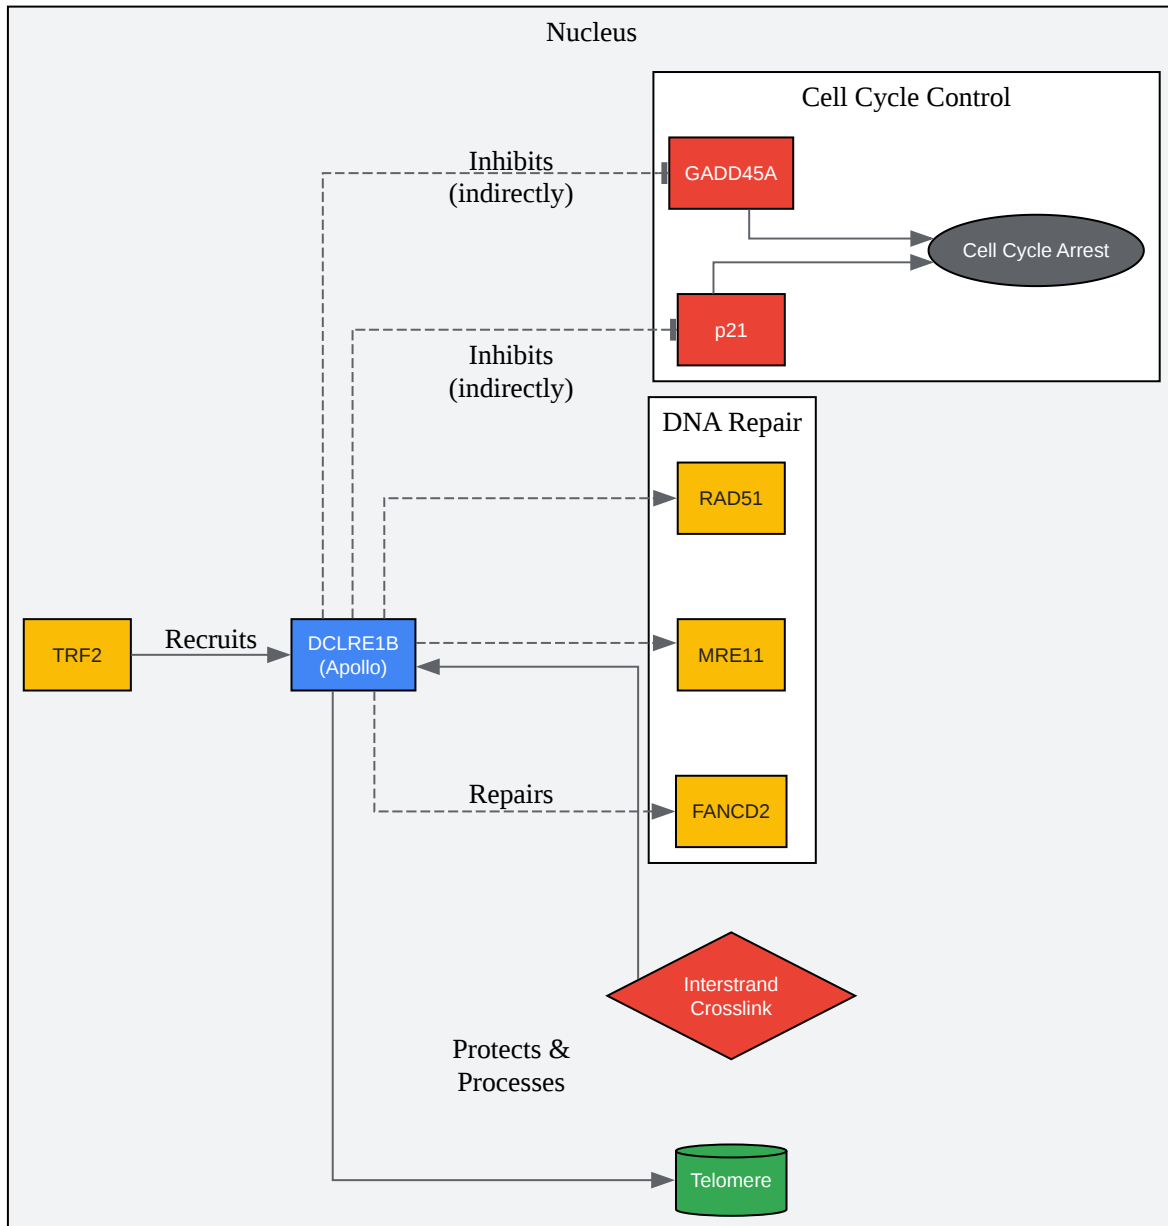 Nucleus
Cell Cycle Control
Inhibits
(indirectly)
GADD45A
Cell Cycle Arrest
p21
Inhibits
(indirectly)
DNA Repair
RAD51
TRF2
Recruits
DCLRE1B
(Apollo)
MRE11
Repairs
FANCD2
Interstrand
Crosslink
Protects &
Processes
Telomere